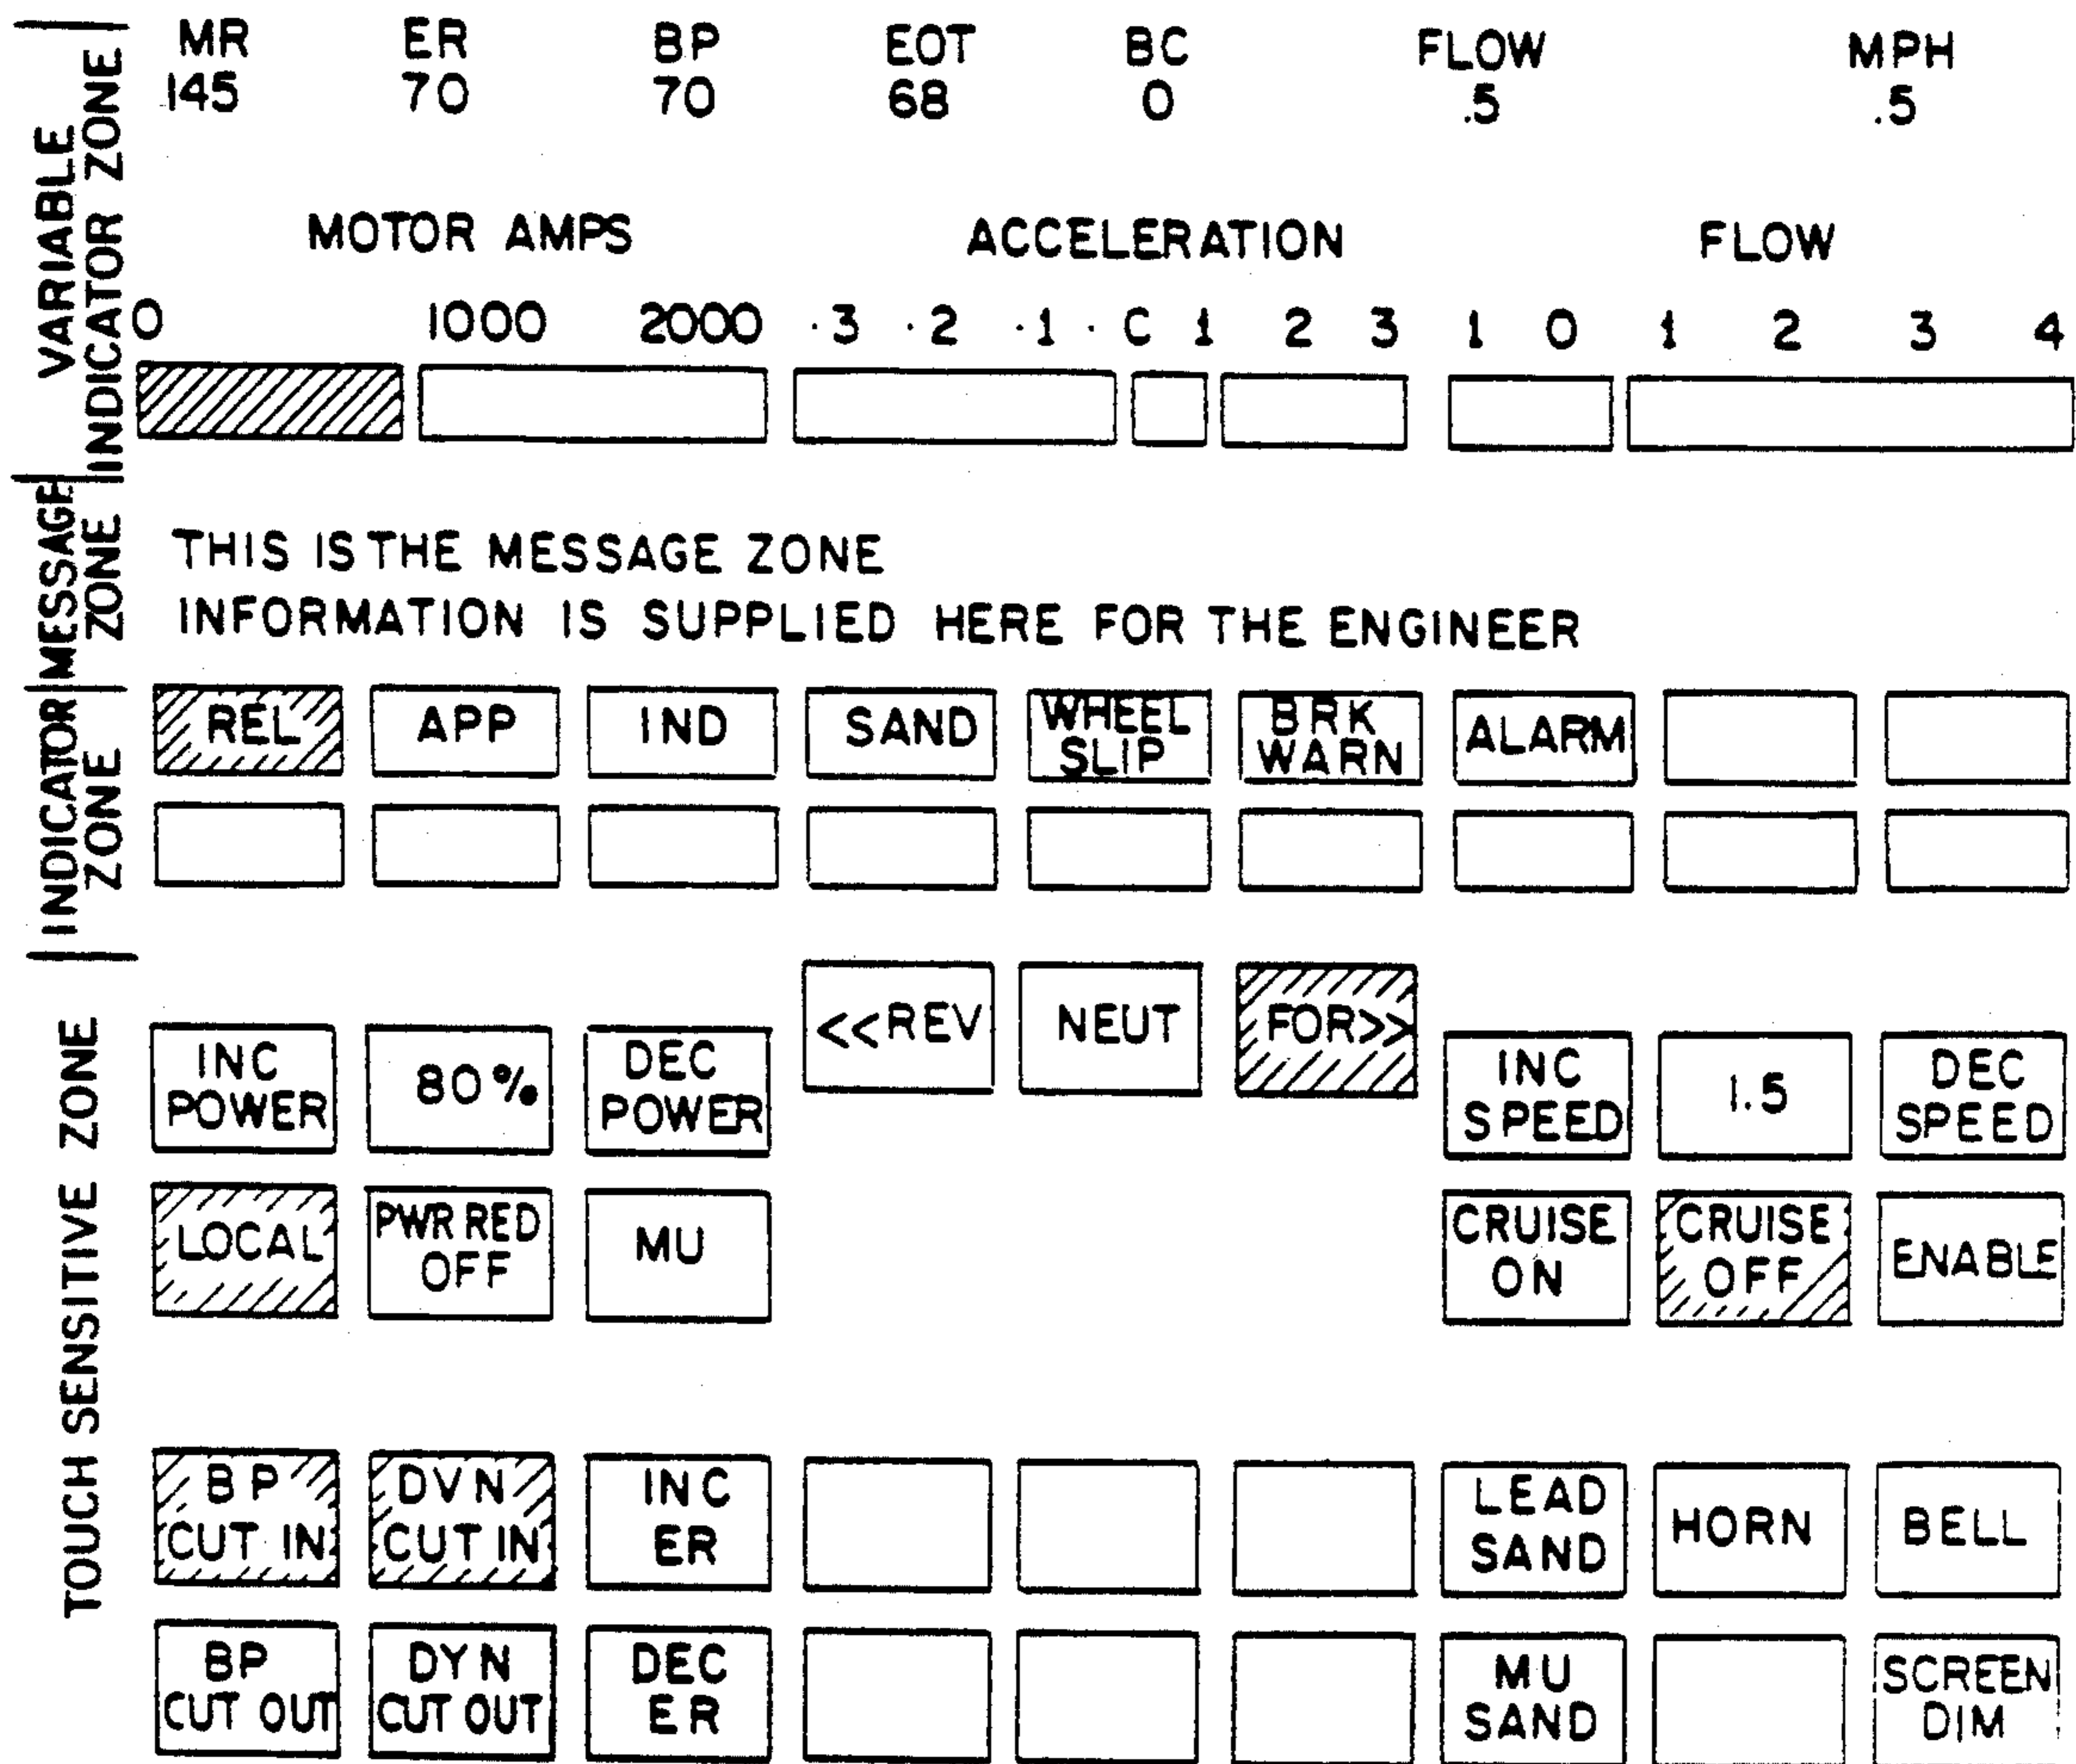 VARIABLE
INDICATOR ZONE
MR ER BP EOT BC FLOW MPH
145 70 70 68 0 .5 .5
MOTOR AMPS ACCELERATION FLOW
0 1000 2000 .3 .2 .1 . C 1 2 3 1 0 1 2 3 4
MESSAGE
ZONE
THIS IS THE MESSAGE ZONE
INFORMATION IS SUPPLIED HERE FOR THE ENGINEER
INDICATOR
ZONE
REL APP IND SAND WHEEL SLIP BRK WARN ALARM
TOUCH SENSITIVE ZONE
<<REV NEUT FOR>>
INC POWER 80% DEC POWER INC SPEED 1.5 DEC SPEED
LOCAL PWR RED OFF MU CRUISE ON CRUISE OFF ENABLE
BP CUT IN DVN CUT IN INC ER LEAD SAND HORN BELL
BP CUT OUT DYN CUT OUT DEC ER MU SAND SCREEN DIM